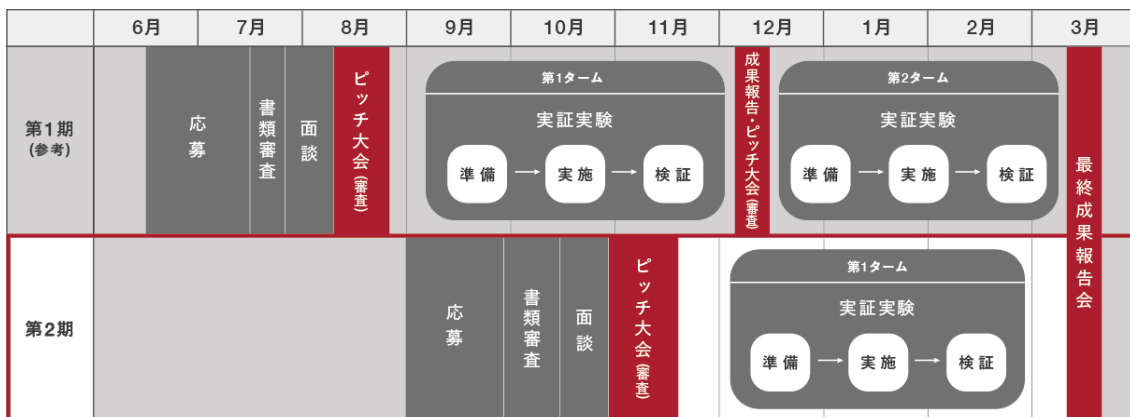 6月
7月
8月
9月
10月
11月
12月
1月
2月
3月
第1期
(参考)
応募
書類審査
面談
ピッチ大会(審査)
第1ターム
実証実験
準備
実施
検証
成果報告・ピッチ大会(審査)
第2ターム
実証実験
準備
実施
検証
最終成果報告会
第2期
応募
書類審査
面談
ピッチ大会(審査)
第1ターム
実証実験
準備
実施
検証